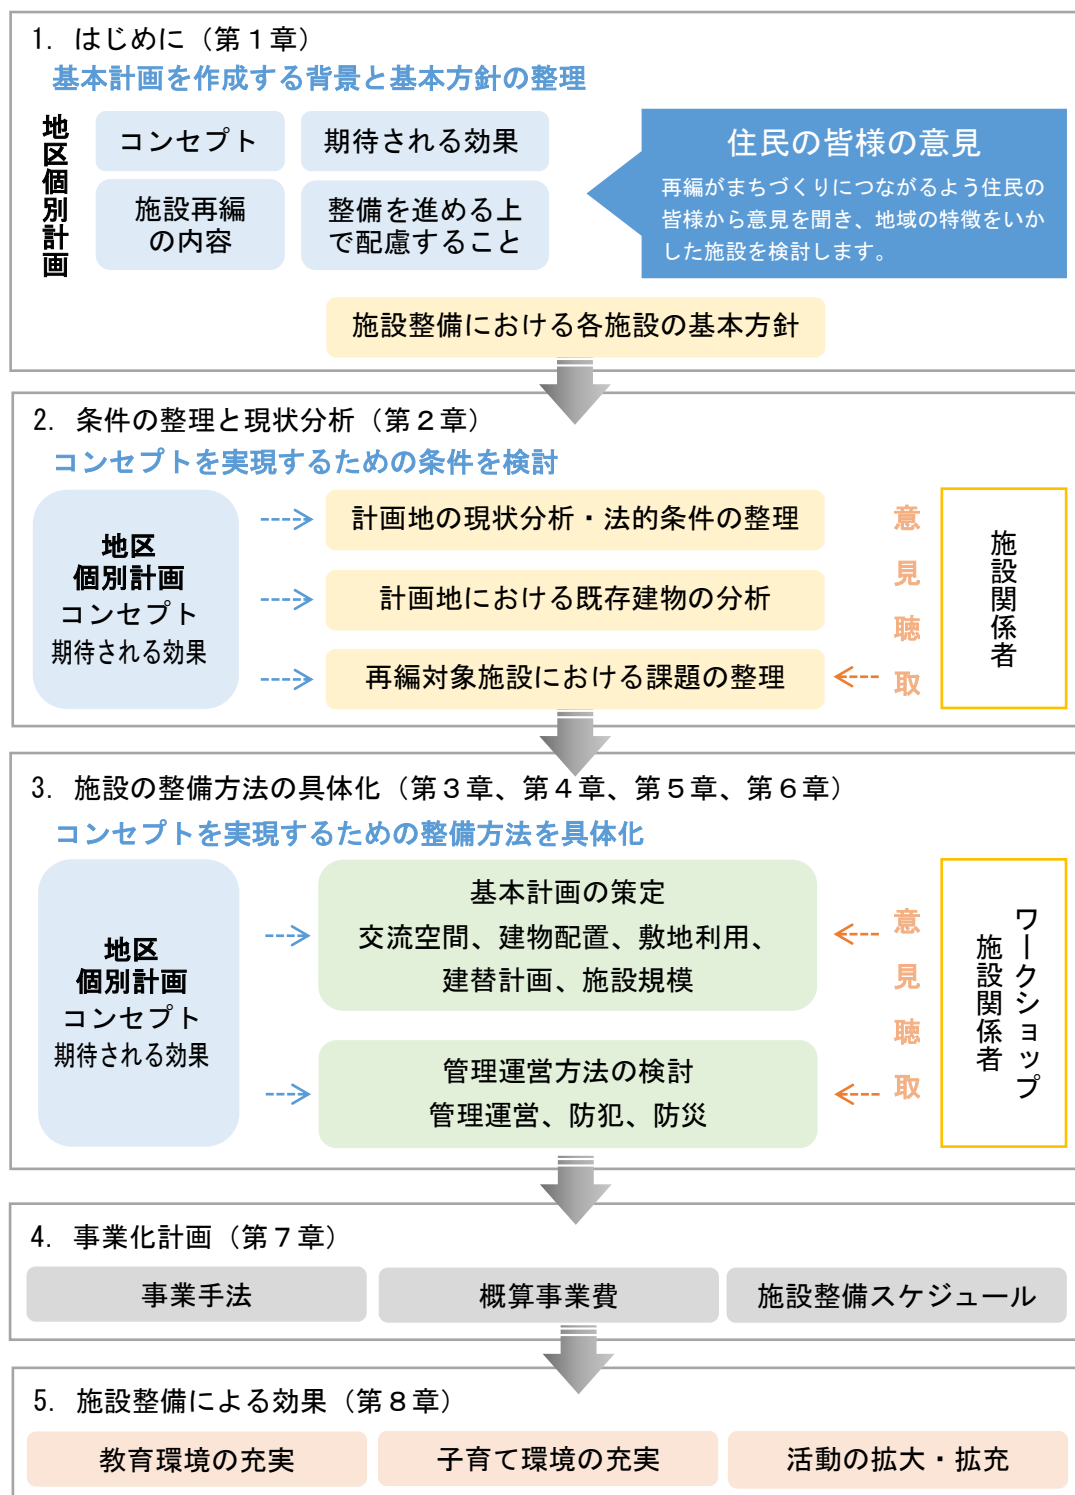 1. はじめに（第１章）
基本計画を作成する背景と基本方針の整理
地区個別計画
コンセプト
期待される効果
施設再編
の内容
整備を進める上
で配慮すること
住民の皆様の意見
再編がまちづくりにつながるよう住民の
皆様から意見を聞き、地域の特徴をいか
した施設を検討します。
施設整備における各施設の基本方針
2. 条件の整理と現状分析（第２章）
コンセプトを実現するための条件を検討
地区
個別計画
コンセプト
期待される効果
計画地の現状分析・法的条件の整理
計画地における既存建物の分析
再編対象施設における課題の整理
意見聴取
施設関係者
3. 施設の整備方法の具体化（第３章、第４章、第５章、第６章）
コンセプトを実現するための整備方法を具体化
地区
個別計画
コンセプト
期待される効果
基本計画の策定
交流空間、建物配置、敷地利用、
建替計画、施設規模
管理運営方法の検討
管理運営、防犯、防災
意見聴取
ワークショップ
施設関係者
4. 事業化計画（第７章）
事業手法
概算事業費
施設整備スケジュール
5. 施設整備による効果（第８章）
教育環境の充実
子育て環境の充実
活動の拡大・拡充